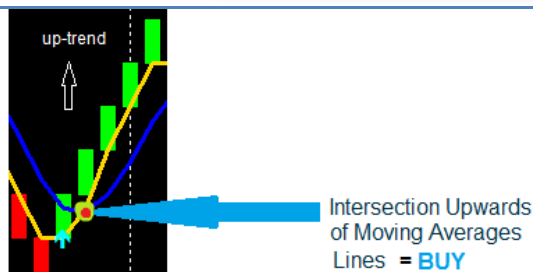 up-trend
Intersection Upwards
of Moving Averages
Lines = BUY